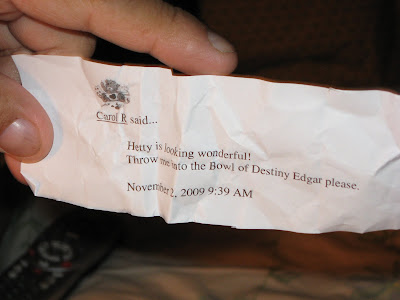 Carol R said...
Hetty is looking wonderful!
Throw me into the Bowl of Destiny Edgar please.
November 2, 2009 9:39 AM